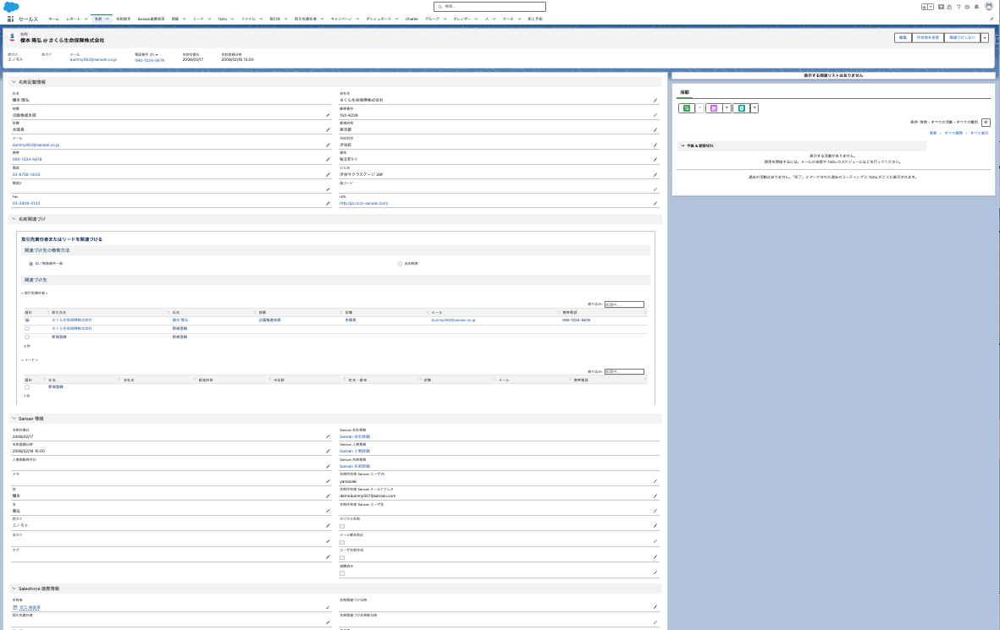 検索...
セールス
ホーム
レポート
名刺
名刺設定
Sansan連携項目
商談
リード
ToDo
ファイル
取引先
取引先責任者
キャンペーン
ダッシュボード
Chatter
グループ
カレンダー
人
ケース
売上予測
名刺
榎本 隆弘 @ さくら生命保険株式会社
編集
所有者を変更
関連づけしない
姓カナ
エノモト
名カナ
メール
dummy062@sansan.co.jp
電話番号 (2)
090-1234-5678
名刺交換日
2006/02/17
名刺登録日時
2006/02/16 15:00
名刺記載情報
氏名
榎本 隆弘
部署
企画推進本部
役職
本部長
メール
dummy062@sansan.co.jp
携帯
090-1234-5678
電話
03-6758-0033
電話2
Fax
03-3409-3133
会社名
さくら生命保険株式会社
郵便番号
150-6228
都道府県
東京都
市区町村
渋谷区
番地
桜丘町1-1
ビル名
渋谷サクラステージ 28F
国コード
URL
http://jp.corp-sansan.com/
名刺関連づけ
取引先責任者またはリードを関連づける
関連づけ先の検索方法
ID／検索条件一致
自由検索
関連づけ先
＜取引先責任者＞
絞り込み:
選択 取引先名 氏名 部署 役職 メール 携帯電話
さくら生命保険株式会社 榎本 隆弘 企画推進本部 本部長 dummy062@sansan.co.jp 090-1234-5678
さくら生命保険株式会社 新規登録
新規登録 新規登録
3 件
＜リード＞
絞り込み:
選択 氏名 会社名 都道府県 市区郡 町名・番地 役職 メール 携帯電話
新規登録
1 件
Sansan 情報
名刺交換日
2006/02/17
名刺登録日時
2006/02/16 15:00
人事異動発令日
メモ
姓
榎本
名
隆弘
姓カナ
エノモト
名カナ
タグ
Sansan 会社情報
Sansan 会社詳細
Sansan 人物情報
Sansan 人物詳細
Sansan 名刺情報
Sansan 名刺詳細
名刺所有者 Sansan ユーザ ID
yamazaki
名刺所有者 Sansan メールアドレス
demodummy007@sansan.com
名刺所有者 Sansan ユーザ名
デジタル名刺
メール署名取込
ユーザ名刺作成
退職済み
Salesforce 連携情報
所有者
取引先責任者
名刺関連づけ日時
名刺関連づけ先更新日時
表示する関連リストはありません
活動
条件: 常時・すべての活動・すべての種別
更新・すべて展開・すべて表示
今後 & 期限切れ
表示する活動がありません。
使用を開始するには、メールの送信や ToDo のスケジュールなどを行ってください。
過去の活動はありません。「完了」とマークされた過去のミーティングと ToDo がここに表示されます。